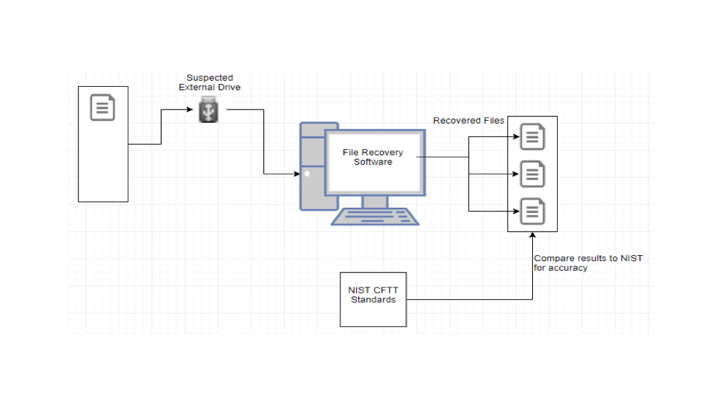 Suspected
External Drive
Recovered Files
File Recovery
Software
Compare results to NIST
for accuracy
NIST CFTT
Standards